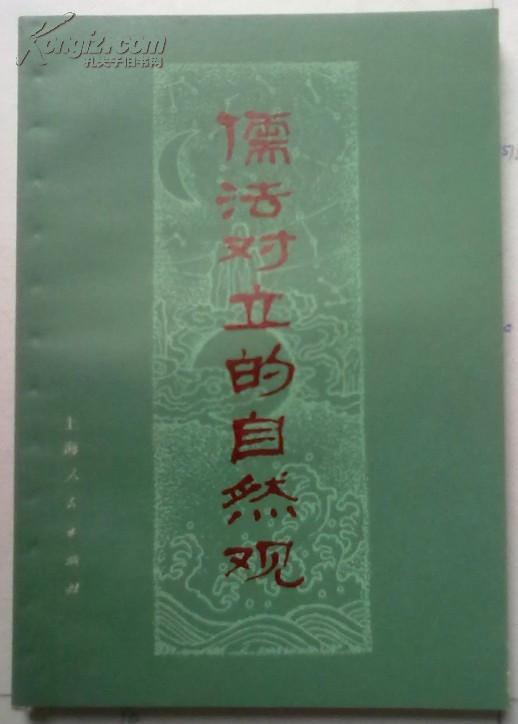 Kongfz.com
孔夫子旧书网
儒法对立的自然观
上海人民出版社